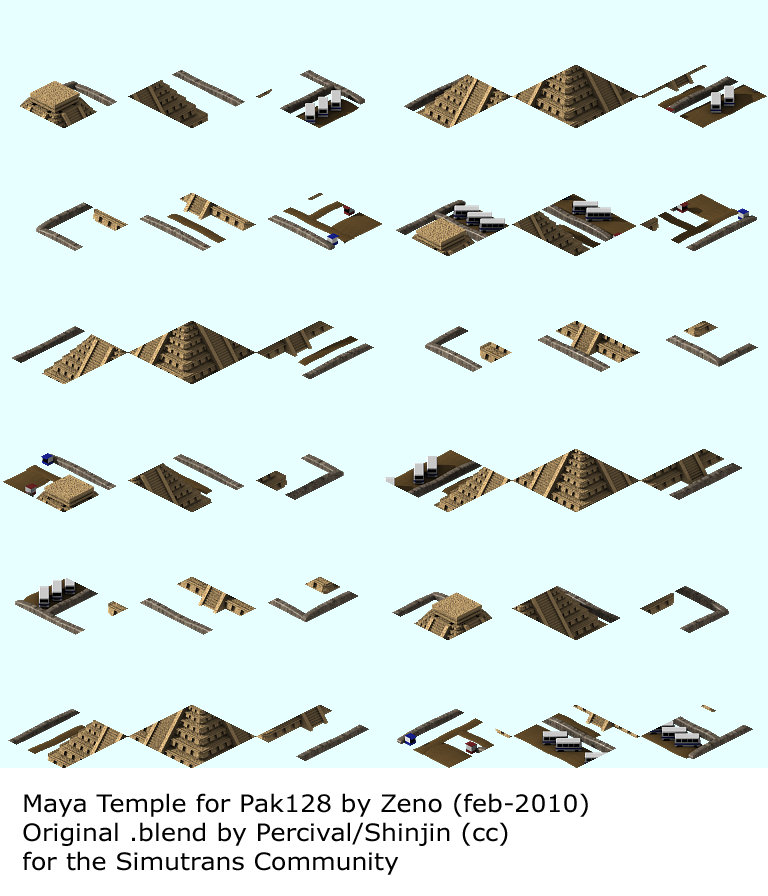 Maya Temple for Pak128 by Zeno (feb-2010)
Original .blend by Percival/Shinjin (cc)
for the Simutrans Community